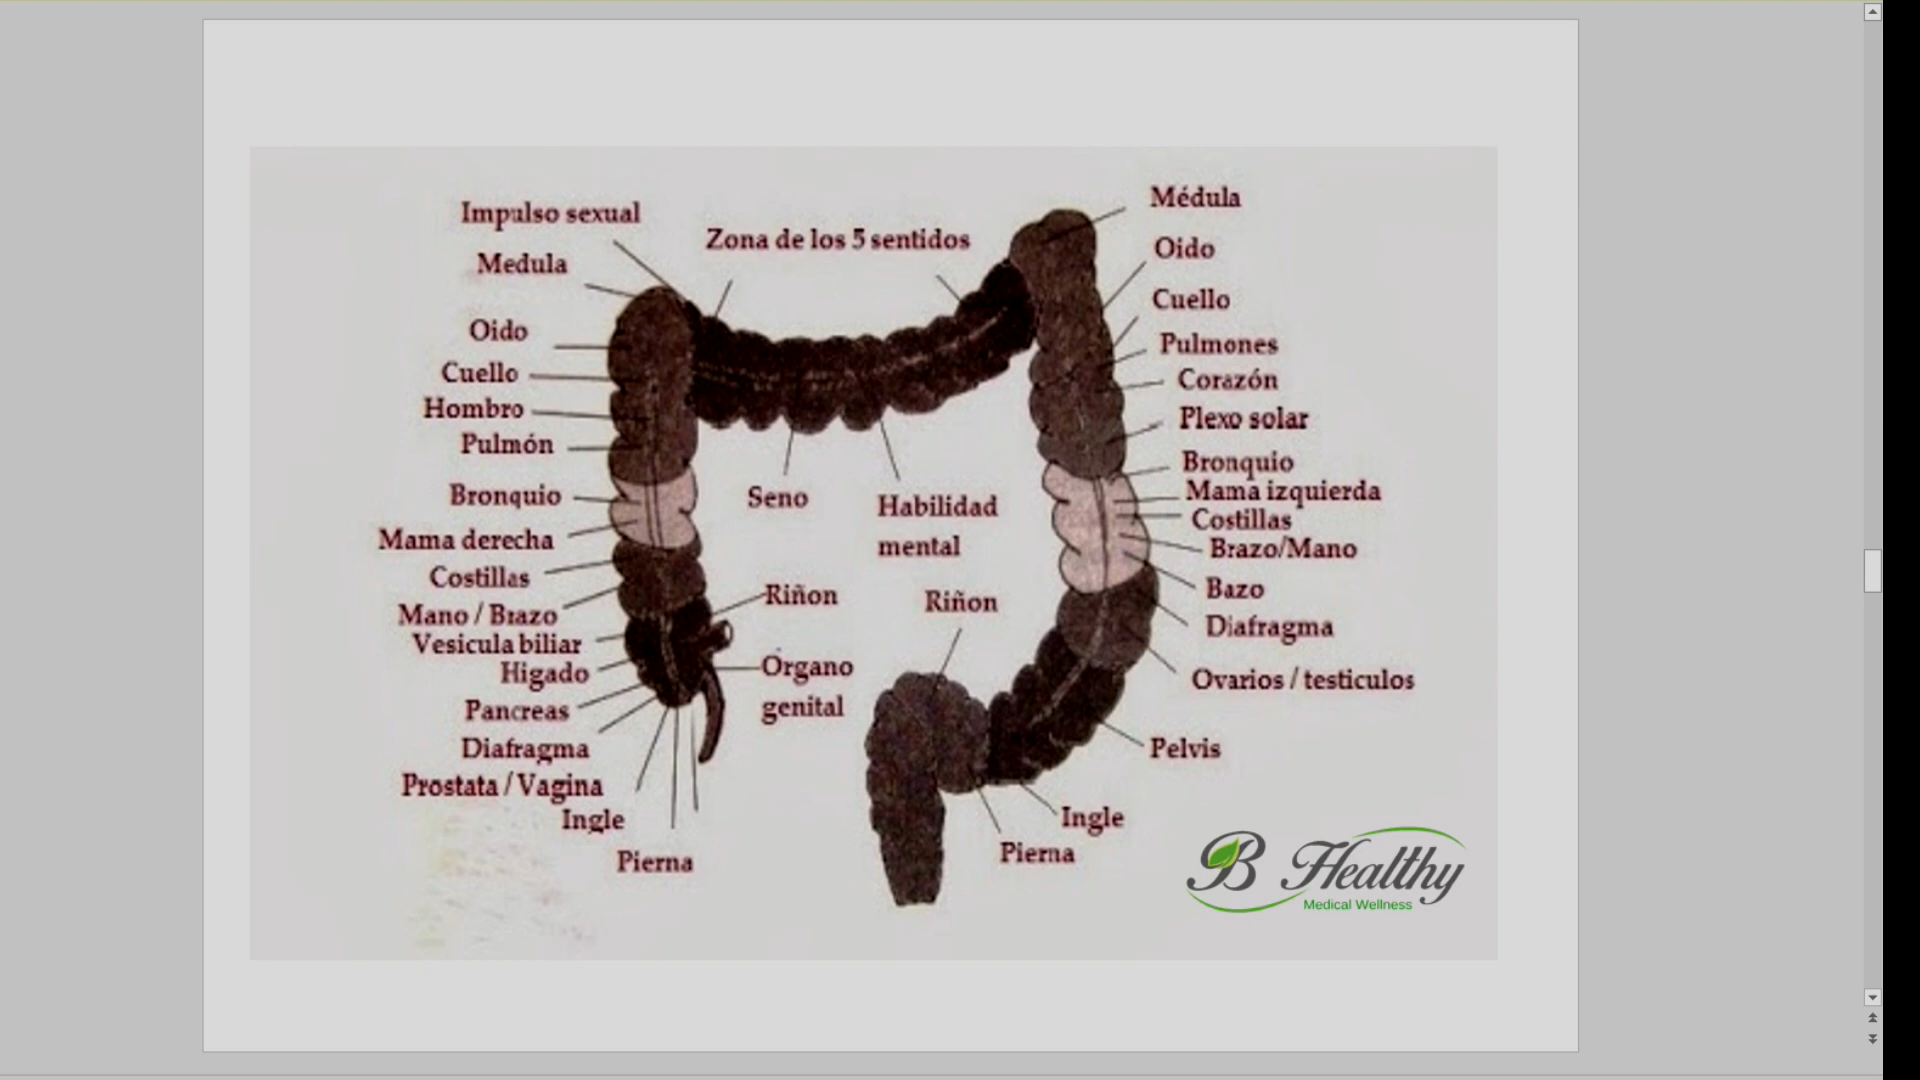 Impulso sexual
Medula
Oido
Cuello
Hombro
Pulmón
Bronquio
Mama derecha
Costillas
Mano / Brazo
Vesicula biliar
Higado
Pancreas
Diafragma
Prostata / Vagina
Ingle
Pierna
Zona de los 5 sentidos
Seno
Habilidad
mental
Riñon
Organo
genital
Riñon
Médula
Oido
Cuello
Pulmones
Corazón
Plexo solar
Bronquio
Mama izquierda
Costillas
Brazo/Mano
Bazo
Diafragma
Ovarios / testiculos
Pelvis
Ingle
Pierna
B Healthy
Medical Wellness